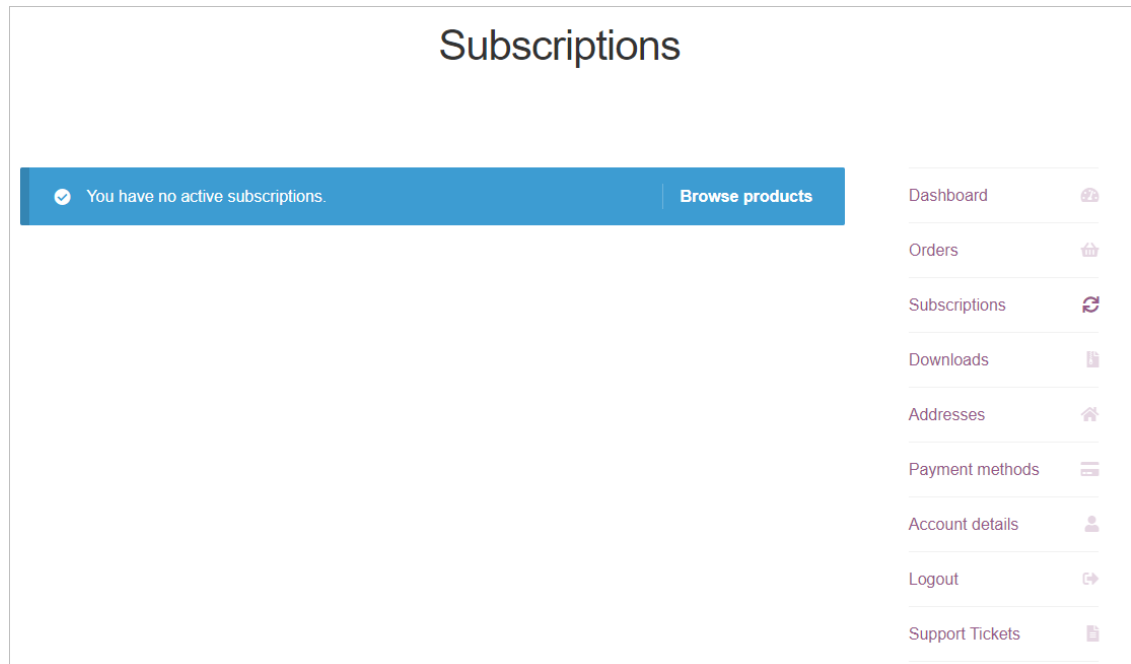 Subscriptions
You have no active subscriptions.
Browse products
Dashboard
Orders
Subscriptions
Downloads
Addresses
Payment methods
Account details
Logout
Support Tickets